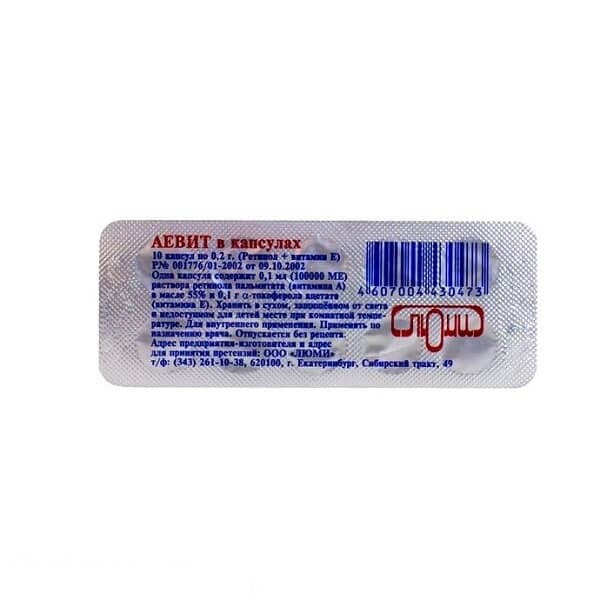 АЕВИТ в капсулах
10 капсул по 0,2 г. (Ретинол + витамин Е)
Р№ 001776/01-2002 от 09.10.2002
Одна капсула содержит 0,1 мл (100000 МЕ)
раствора ретинола пальмитата (витамина А)
в масле 55% и 0,1 г α-токоферола ацетата
(витамина Е). Хранить в сухом, защищённом от света
и недоступном для детей месте при комнатной темпе-
ратуре. Для внутреннего применения. Применять по
назначению врача. Отпускается без рецепта.
Адрес предприятия-изготовителя и адрес
для принятия претензий: ООО «ЛЮМИ»
т/ф: (343) 261-10-38, 620100, г. Екатеринбург, Сибирский тракт, 49
4607004430473
ЛЮМИ